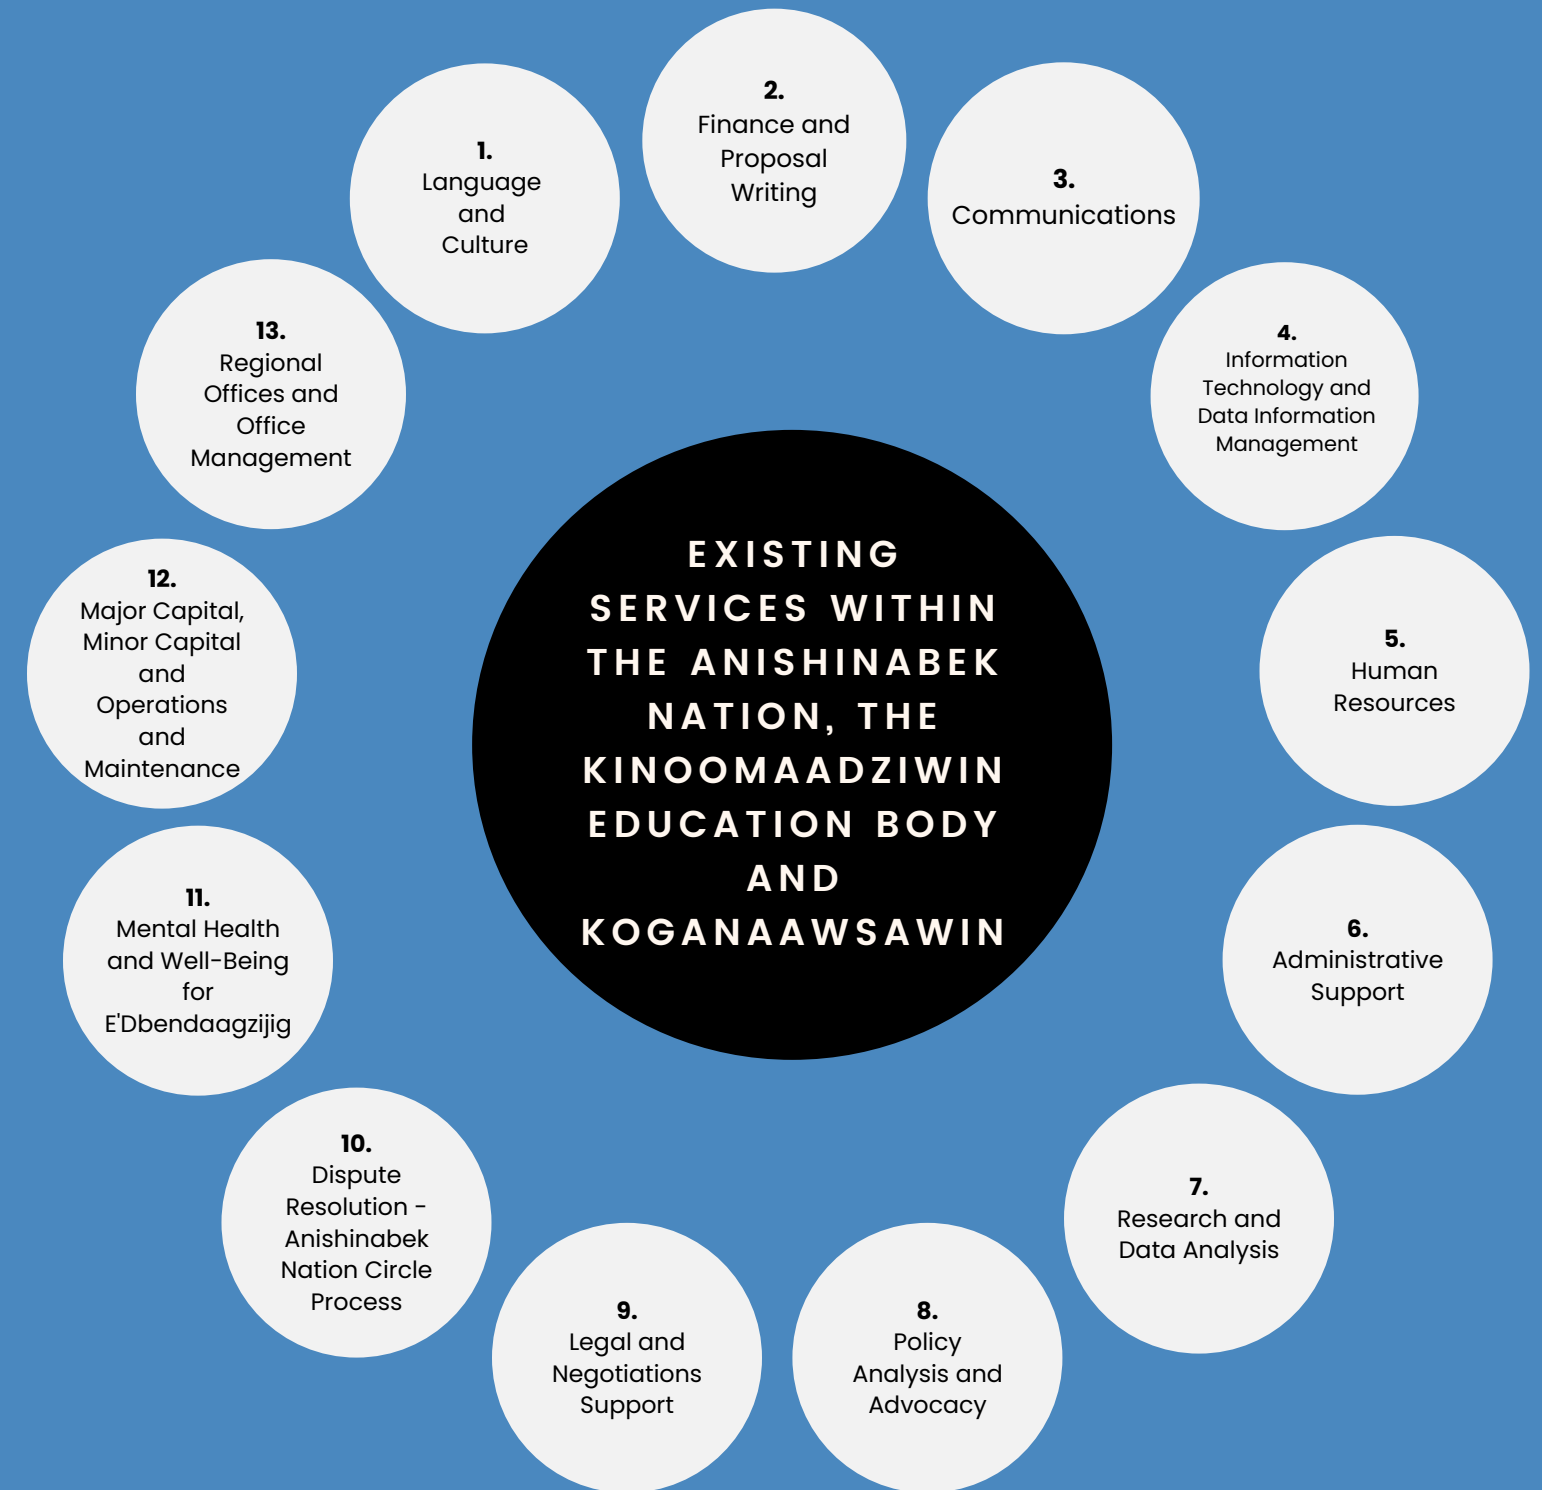 EXISTING
SERVICES WITHIN
THE ANISHINABEK
NATION, THE
KINOOMAADZIWIN
EDUCATION BODY
AND
KOGANAAWSAWIN
1.
Language
and
Culture
2.
Finance and
Proposal
Writing
3.
Communications
4.
Information
Technology and
Data Information
Management
5.
Human
Resources
6.
Administrative
Support
7.
Research and
Data Analysis
8.
Policy
Analysis and
Advocacy
9.
Legal and
Negotiations
Support
10.
Dispute
Resolution -
Anishinabek
Nation Circle
Process
11.
Mental Health
and Well-Being
for
E'Dbendaagzijig
12.
Major Capital,
Minor Capital
and
Operations
and
Maintenance
13.
Regional
Offices and
Office
Management